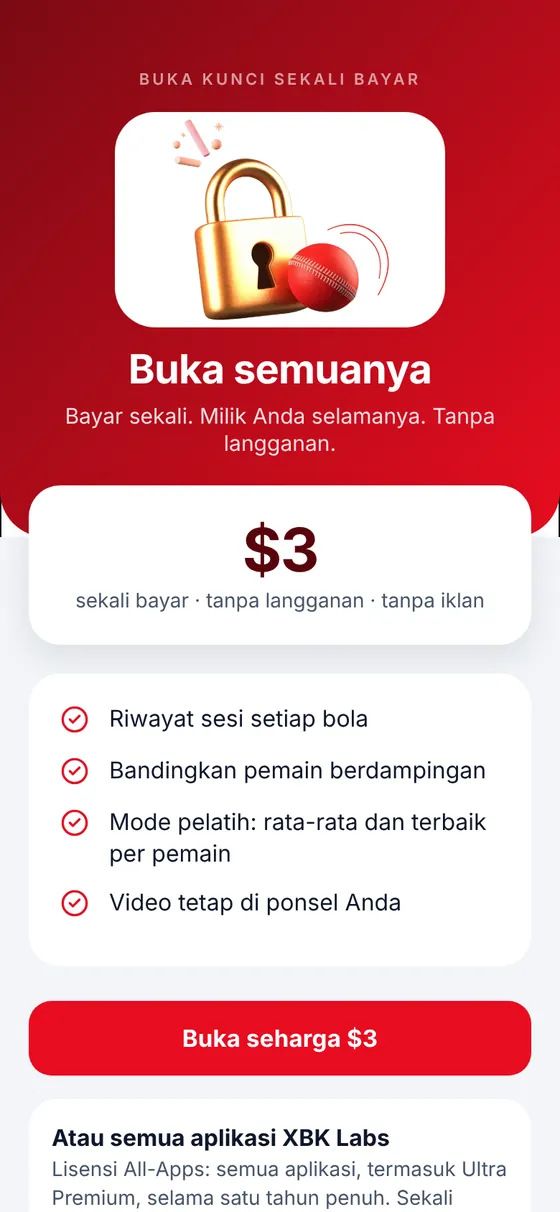 BUKA KUNCI SEKALI BAYAR
Buka semuanya
Bayar sekali. Milik Anda selamanya. Tanpa
langganan.
$3
sekali bayar · tanpa langganan · tanpa iklan
Riwayat sesi setiap bola
Bandingkan pemain berdampingan
Mode pelatih: rata-rata dan terbaik
per pemain
Video tetap di ponsel Anda
Buka seharga $3
Atau semua aplikasi XBK Labs
Lisensi All-Apps: semua aplikasi, termasuk Ultra
Premium, selama satu tahun penuh. Sekali